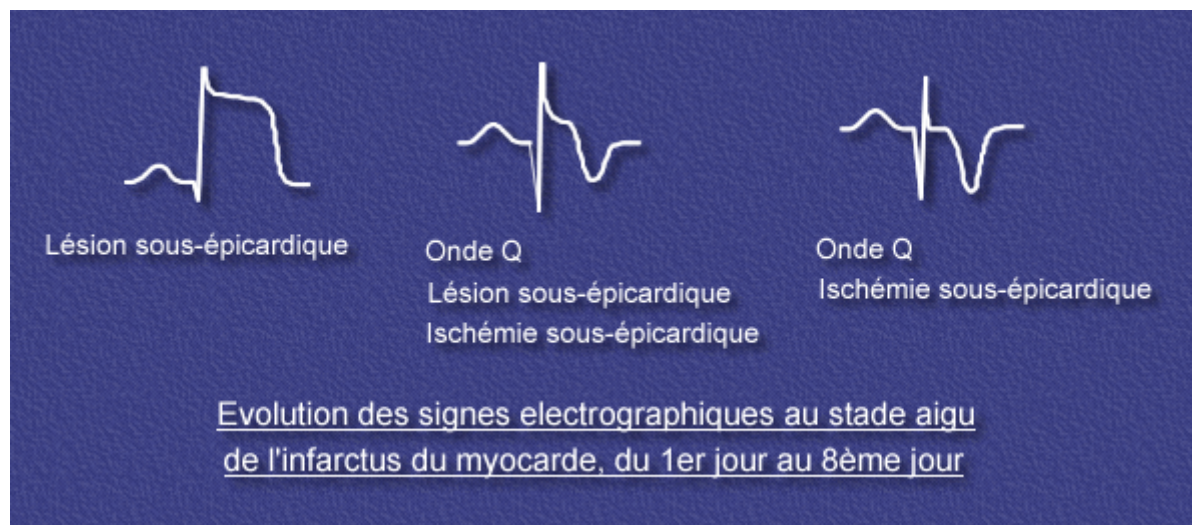 Lésion sous-épicardique
Onde Q
Lésion sous-épicardique
Ischémie sous-épicardique
Onde Q
Ischémie sous-épicardique
Evolution des signes electrographiques au stade aigu
de l'infarctus du myocarde, du 1er jour au 8ème jour